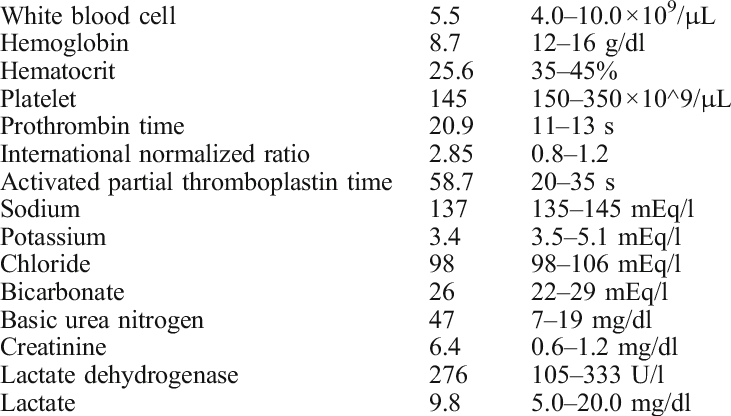 White blood cell 5.5 4.0–10.0×10⁹/μL
Hemoglobin 8.7 12–16 g/dl
Hematocrit 25.6 35–45%
Platelet 145 150–350×10^9/μL
Prothrombin time 20.9 11–13 s
International normalized ratio 2.85 0.8–1.2
Activated partial thromboplastin time 58.7 20–35 s
Sodium 137 135–145 mEq/l
Potassium 3.4 3.5–5.1 mEq/l
Chloride 98 98–106 mEq/l
Bicarbonate 26 22–29 mEq/l
Basic urea nitrogen 47 7–19 mg/dl
Creatinine 6.4 0.6–1.2 mg/dl
Lactate dehydrogenase 276 105–333 U/l
Lactate 9.8 5.0–20.0 mg/dl